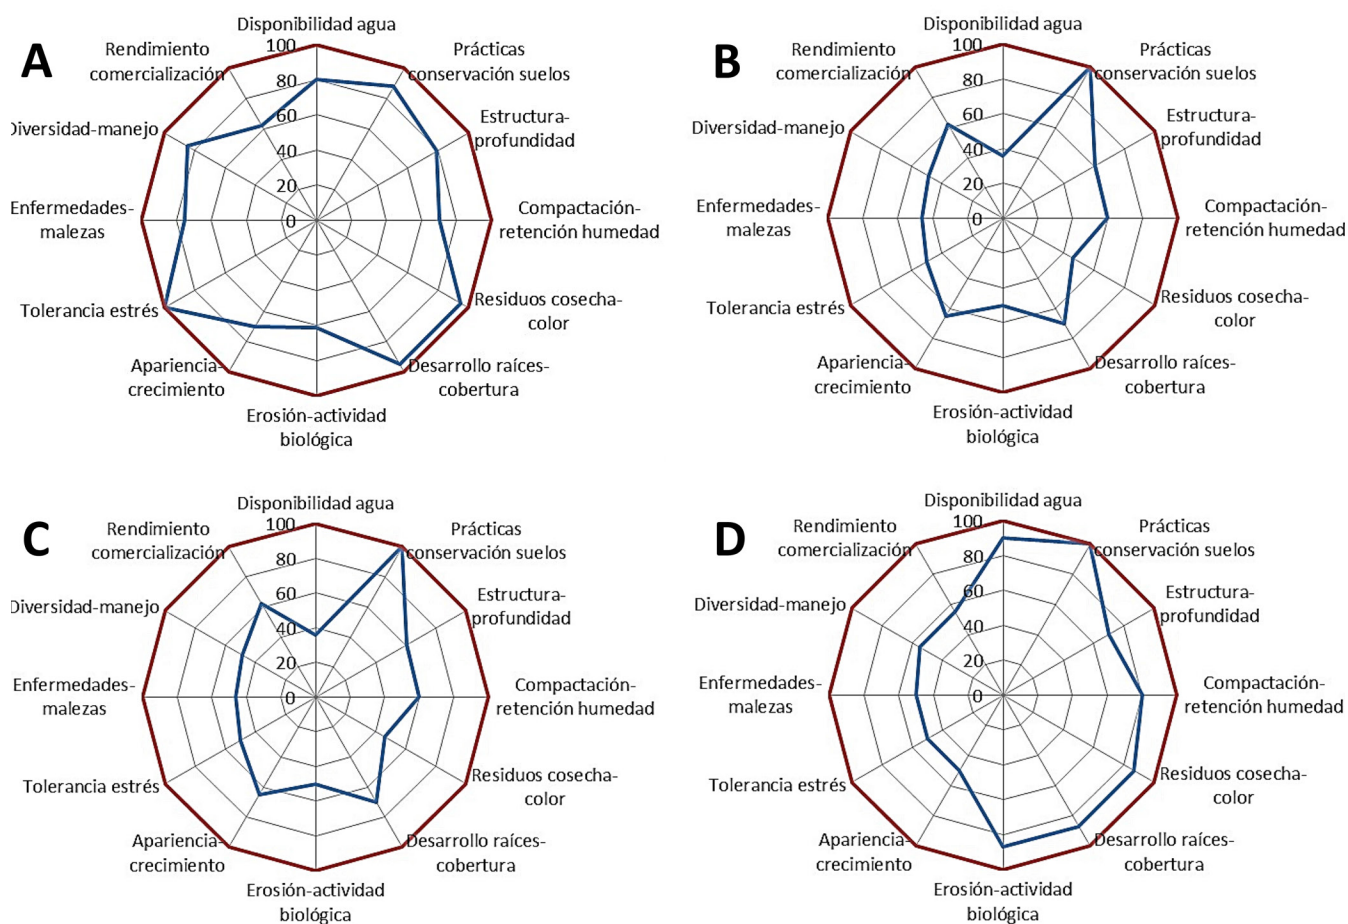 A
Disponibilidad agua
Prácticas
conservación suelos
Estructura-
profundidad
Compactación-
retención humedad
Residuos cosecha-
color
Desarrollo raíces-
cobertura
Erosión-actividad
biológica
Apariencia-
crecimiento
Tolerancia estrés
Enfermedades-
malezas
Diversidad-manejo
Rendimiento
comercialización
100
80
60
40
20
0
B
Disponibilidad agua
Prácticas
conservación suelos
Estructura-
profundidad
Compactación-
retención humedad
Residuos cosecha-
color
Desarrollo raíces-
cobertura
Erosión-actividad
biológica
Apariencia-
crecimiento
Tolerancia estrés
Enfermedades-
malezas
Diversidad-manejo
Rendimiento
comercialización
100
80
60
40
20
0
C
Disponibilidad agua
Prácticas
conservación suelos
Estructura-
profundidad
Compactación-
retención humedad
Residuos cosecha-
color
Desarrollo raíces-
cobertura
Erosión-actividad
biológica
Apariencia-
crecimiento
Tolerancia estrés
Enfermedades-
malezas
Diversidad-manejo
Rendimiento
comercialización
100
80
60
40
20
0
D
Disponibilidad agua
Prácticas
conservación suelos
Estructura-
profundidad
Compactación-
retención humedad
Residuos cosecha-
color
Desarrollo raíces-
cobertura
Erosión-actividad
biológica
Apariencia-
crecimiento
Tolerancia estrés
Enfermedades-
malezas
Diversidad-manejo
Rendimiento
comercialización
100
80
60
40
20
0